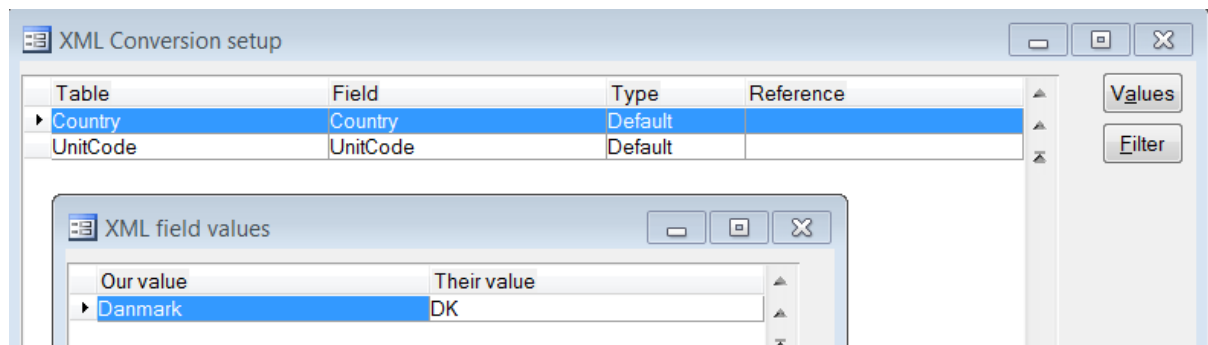 XML Conversion setup
Table Field Type Reference
Values
Country Country Default
UnitCode UnitCode Default
Filter
XML field values
Our value Their value
Danmark DK